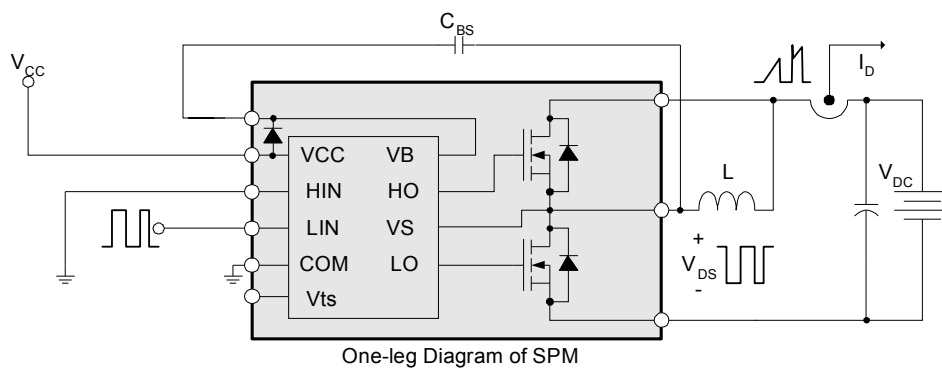 C_BS
V_CC
I_D
VCC VB
HIN HO
LIN VS
COM LO
Vts
L
V_DC
+
V_DS
-
One-leg Diagram of SPM